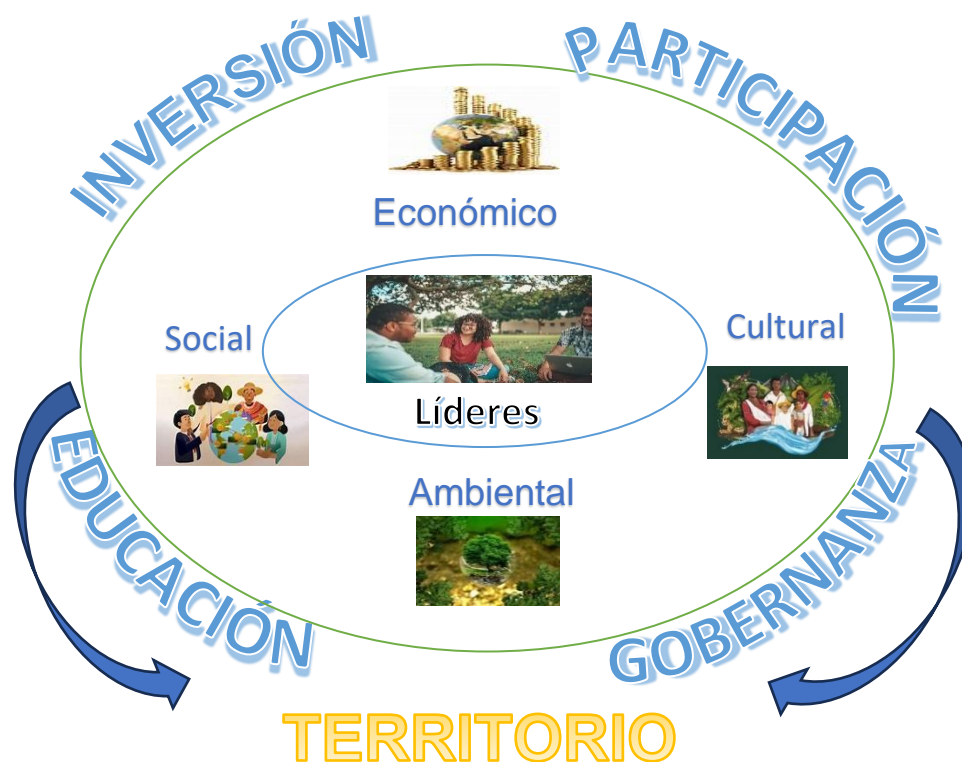 INVERSIÓN
PARTICIPACIÓN
Económico
Social
Cultural
Líderes
Ambiental
EDUCACIÓN
GOBERNANZA
TERRITORIO